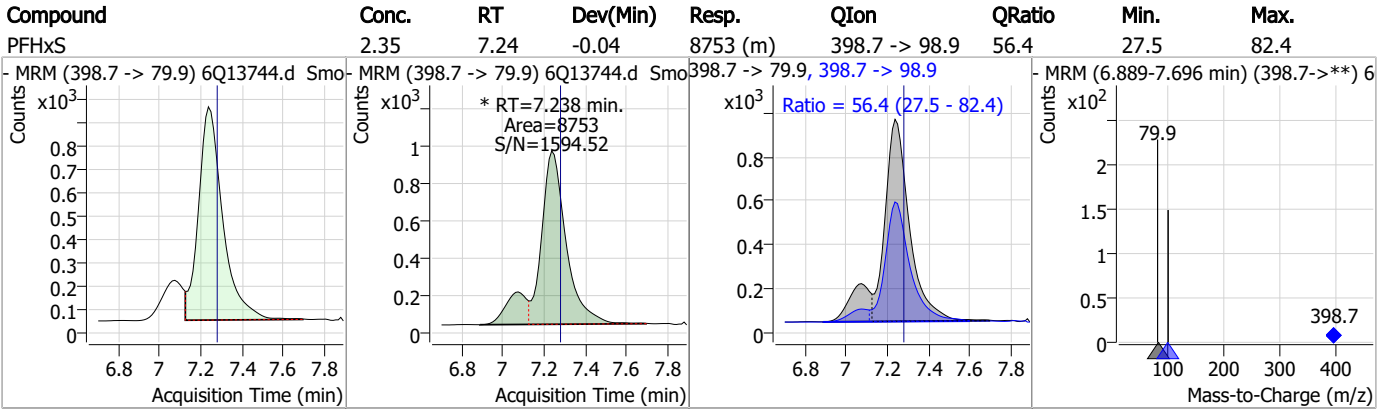 Compound Conc. RT Dev(Min) Resp. QIon QRatio Min. Max.
PFHxS 2.35 7.24 -0.04 8753 (m) 398.7 -> 98.9 56.4 27.5 82.4
- MRM (398.7 -> 79.9) 6Q13744.d Smo
Counts
x10³
0.8
0.7
0.6
0.5
0.4
0.3
0.2
0.1
0
6.8 7 7.2 7.4 7.6 7.8
Acquisition Time (min)
- MRM (398.7 -> 79.9) 6Q13744.d Smo
Counts
x10³
* RT=7.238 min.
Area=8753
S/N=1594.52
1
0.8
0.6
0.4
0.2
0
6.8 7 7.2 7.4 7.6 7.8
Acquisition Time (min)
398.7 -> 79.9, 398.7 -> 98.9
Counts
x10³
Ratio = 56.4 (27.5 - 82.4)
0.8
0.6
0.4
0.2
0
6.8 7 7.2 7.4 7.6 7.8
Acquisition Time (min)
- MRM (6.889-7.696 min) (398.7->**) 6
Counts
x10²
79.9
2
1.5
1
0.5
0
398.7
100 200 300 400
Mass-to-Charge (m/z)